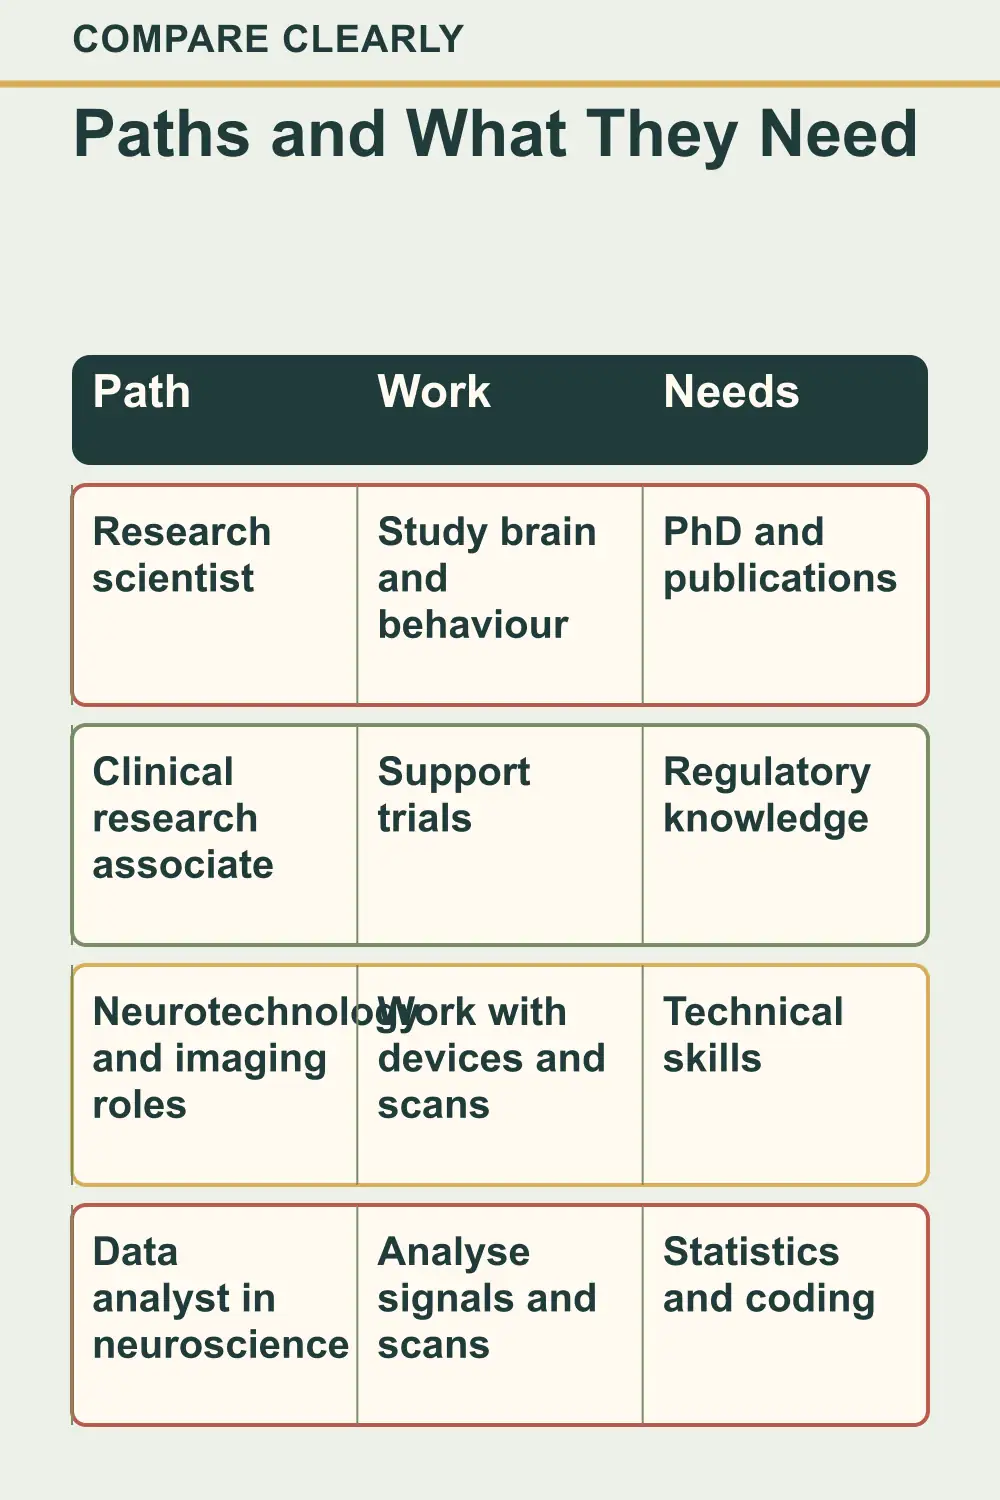 COMPARE CLEARLY
Paths and What They Need
Path Work Needs
Research scientist
Study brain and behaviour
PhD and publications
Clinical research associate
Support trials
Regulatory knowledge
Neurotechnology and imaging roles
Work with devices and scans
Technical skills
Data analyst in neuroscience
Analyse signals and scans
Statistics and coding